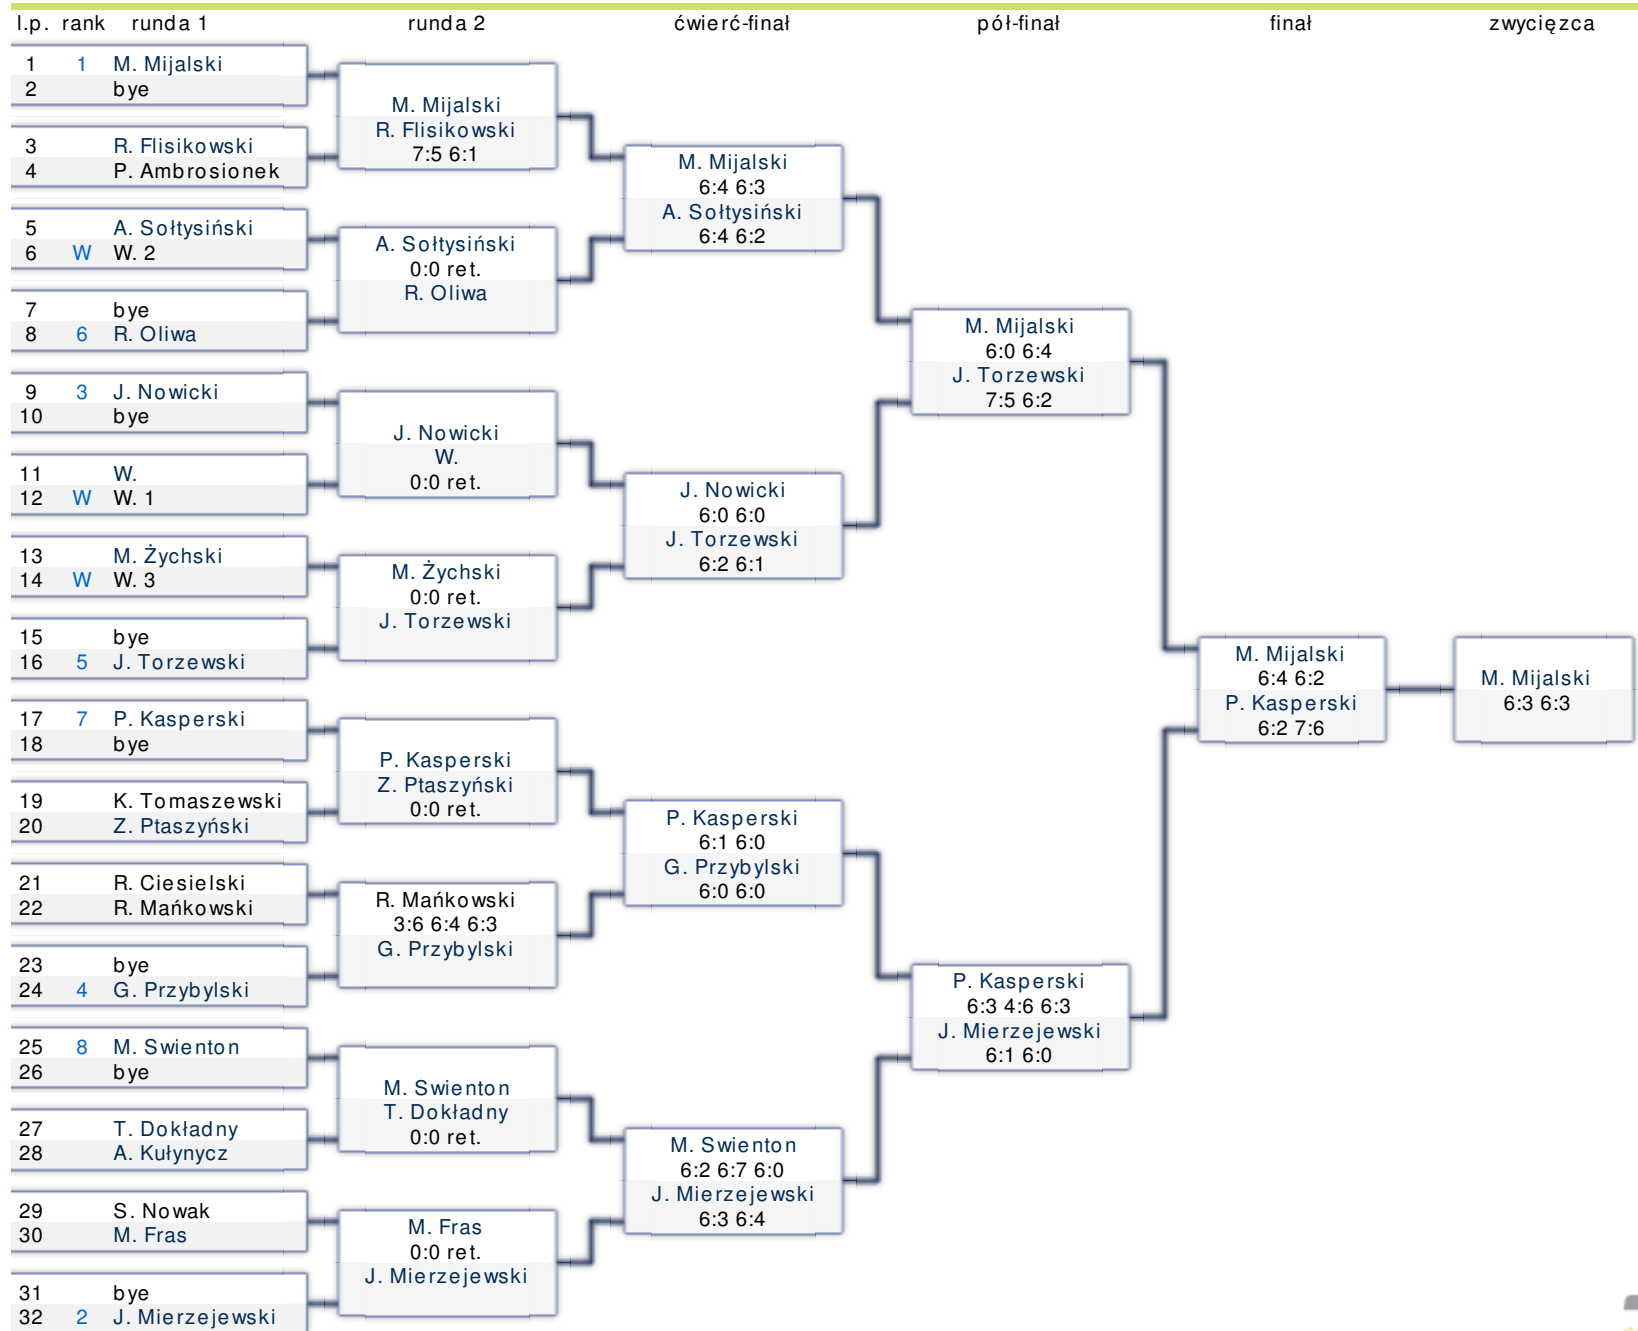 l.p. rank runda 1 runda 2 ćwierć-finał pół-finał finał zwycięzca
1 1 M. Mijalski
2 bye
3 R. Flisikowski
4 P. Ambrosionek
5 A. Sołtysiński
6 W W. 2
7 bye
8 6 R. Oliwa
9 3 J. Nowicki
10 bye
11 W.
12 W W. 1
13 M. Żychski
14 W W. 3
15 bye
16 5 J. Torzewski
17 7 P. Kasperski
18 bye
19 K. Tomaszewski
20 Z. Ptaszyński
21 R. Ciesielski
22 R. Mańkowski
23 bye
24 4 G. Przybylski
25 8 M. Swienton
26 bye
27 T. Dokładny
28 A. Kułynycz
29 S. Nowak
30 M. Fras
31 bye
32 2 J. Mierzejewski
M. Mijalski
R. Flisikowski
7:5 6:1
A. Sołtysiński
0:0 ret.
R. Oliwa
J. Nowicki
W.
0:0 ret.
M. Żychski
0:0 ret.
J. Torzewski
P. Kasperski
Z. Ptaszyński
0:0 ret.
R. Mańkowski
3:6 6:4 6:3
G. Przybylski
M. Swienton
T. Dokładny
0:0 ret.
M. Fras
0:0 ret.
J. Mierzejewski
M. Mijalski
6:4 6:3
A. Sołtysiński
6:4 6:2
J. Nowicki
6:0 6:0
J. Torzewski
6:2 6:1
P. Kasperski
6:1 6:0
G. Przybylski
6:0 6:0
M. Swienton
6:2 6:7 6:0
J. Mierzejewski
6:3 6:4
M. Mijalski
6:0 6:4
J. Torzewski
7:5 6:2
P. Kasperski
6:3 4:6 6:3
J. Mierzejewski
6:1 6:0
M. Mijalski
6:4 6:2
P. Kasperski
6:2 7:6
M. Mijalski
6:3 6:3